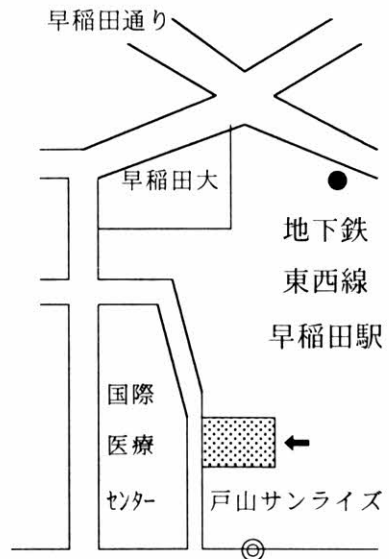 早稲田通り
早稲田大
地下鉄
東西線
早稲田駅
国際
医療
センター
戸山サンライズ